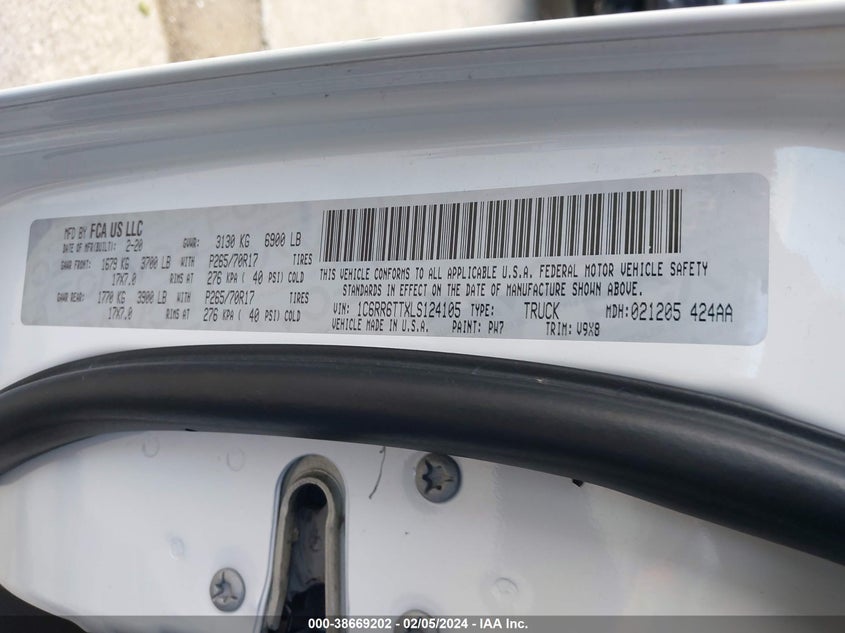 MFD BY FCA US LLC
DATE OF MFR(BUILT): 2-20 GVWR: 3130 KG 6900 LB
GAWR FRONT: 1679 KG 3700 LB WITH P265/70R17 TIRES
17X7.0 RIMS AT 276 KPA ( 40 PSI) COLD
GAWR REAR: 1770 KG 3900 LB WITH P265/70R17 TIRES
17X7.0 RIMS AT 276 KPA ( 40 PSI) COLD
THIS VEHICLE CONFORMS TO ALL APPLICABLE U.S.A. FEDERAL MOTOR VEHICLE SAFETY
STANDARDS IN EFFECT ON THE DATE OF MANUFACTURE SHOWN ABOVE.
VIN: 1C6RR6TTXLS124105 TYPE: TRUCK MDH: 021205 424AA
VEHICLE MADE IN U.S.A. PAINT: PW7 TRIM: V9X8
000-38669202 - 02/05/2024 - IAA Inc.